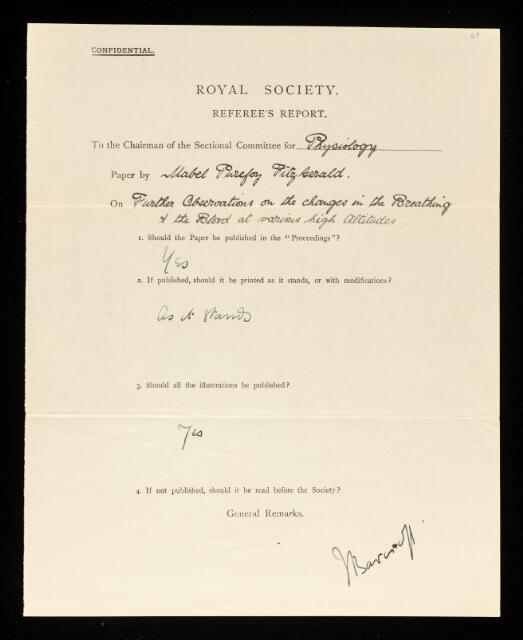 CONFIDENTIAL.
ROYAL SOCIETY.
REFEREE'S REPORT.
To the Chairman of the Sectional Committee for Physiology
Paper by Mabel Purefoy FitzGerald.
On Further Observations on the changes in the Breathing
& the Blood at various high Altitudes.
1. Should the Paper be published in the "Proceedings"?
Yes
2. If published, should it be printed as it stands, or with modifications?
As it stands
3. Should all the illustrations be published?
Yes
4. If not published, should it be read before the Society?
General Remarks.
J Barcroft